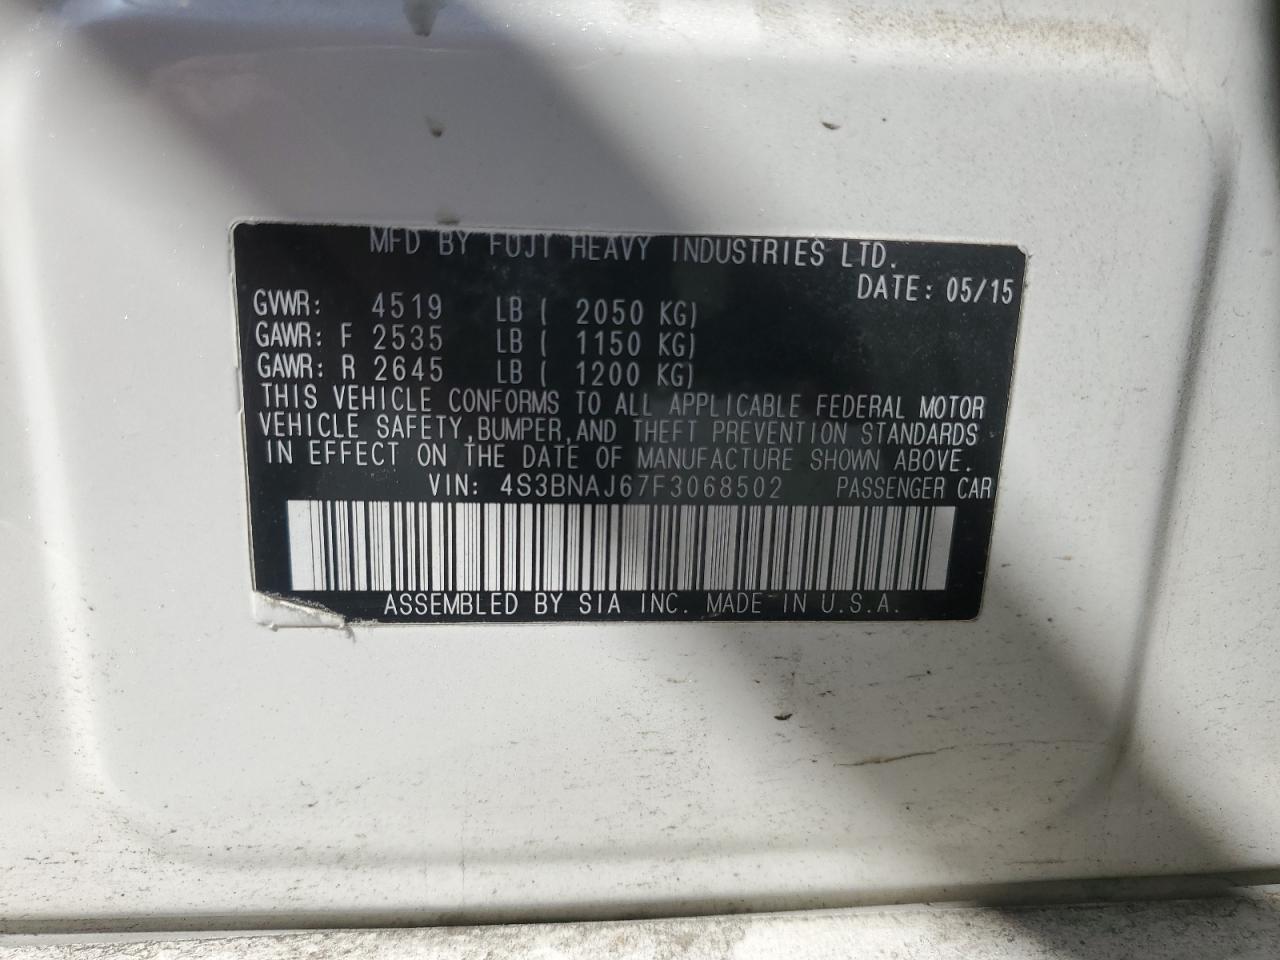 MFD BY FUJI HEAVY INDUSTRIES LTD.
DATE: 05/15
GVWR: 4519 LB ( 2050 KG)
GAWR: F 2535 LB ( 1150 KG)
GAWR: R 2645 LB ( 1200 KG)
THIS VEHICLE CONFORMS TO ALL APPLICABLE FEDERAL MOTOR
VEHICLE SAFETY, BUMPER, AND THEFT PREVENTION STANDARDS
IN EFFECT ON THE DATE OF MANUFACTURE SHOWN ABOVE.
VIN: 4S3BNAJ67F3068502 PASSENGER CAR
ASSEMBLED BY SIA INC. MADE IN U.S.A.